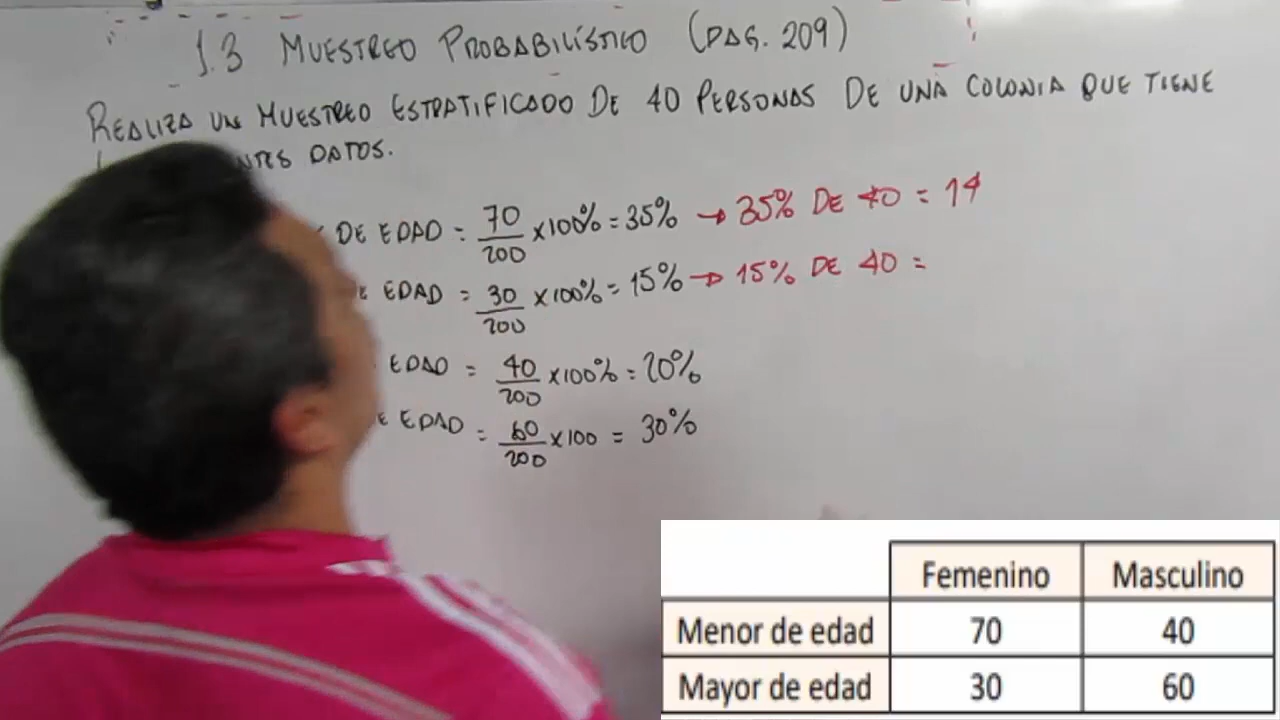 1.3 MUESTREO PROBABILÍSTICO (PÁG. 209)
REALIZA UN MUESTREO ESTRATIFICADO DE 40 PERSONAS DE UNA COLONIA QUE TIENE
DATOS.
DE EDAD = 70/200 x100% = 35% → 35% DE 40 = 14
EDAD = 30/200 x100% = 15% → 15% DE 40 =
EDAD = 40/200 x100% = 20%
EDAD = 60/200 x100 = 30%
Femenino Masculino
Menor de edad 70 40
Mayor de edad 30 60